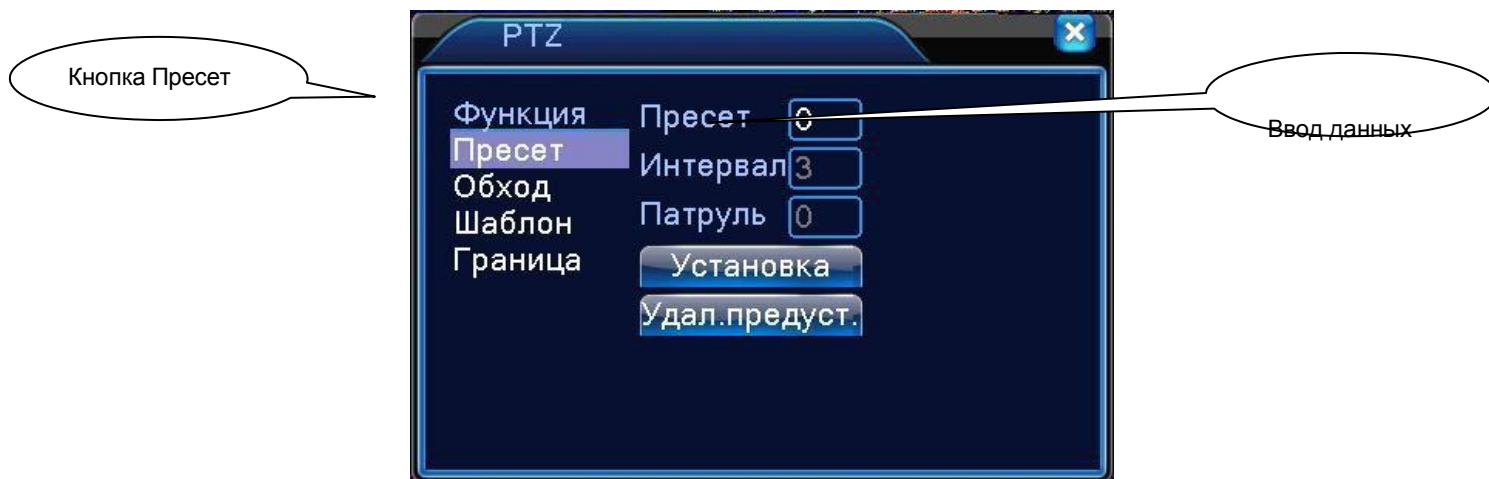 PTZ
Кнопка Пресет
Функция
Пресет
Обход
Шаблон
Граница
Пресет 0
Интервал 3
Патруль 0
Установка
Удал.предуст.
Ввод данных